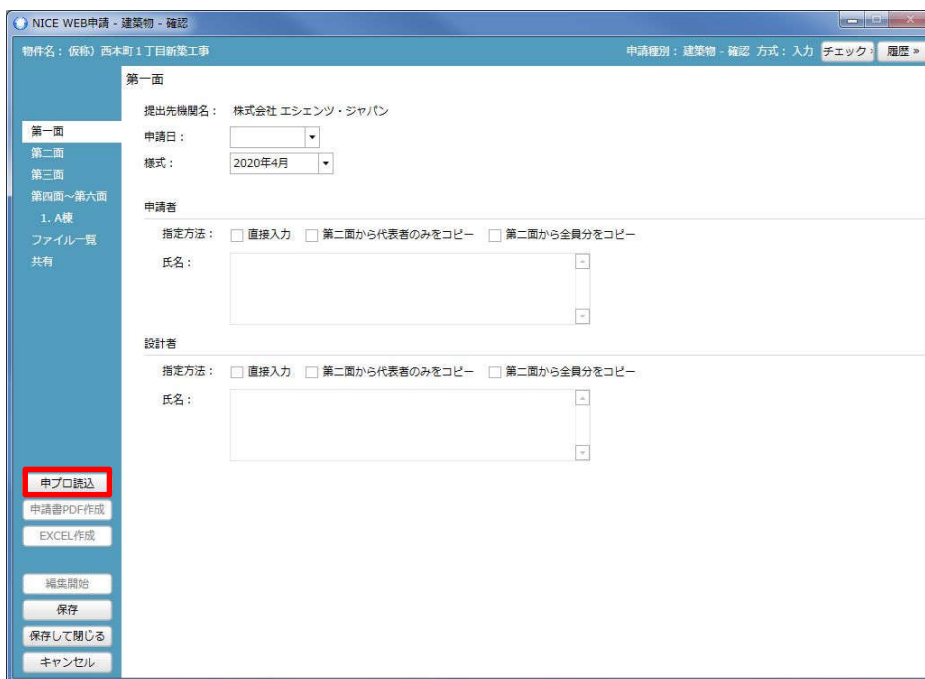 NICE WEB申請 - 建築物 - 確認
物件名：仮称）西本町１丁目新築工事
申請種別：建築物 - 確認 方式：入力
チェック »
履歴 »
第一面
第二面
第三面
第四面～第六面
1. A棟
ファイル一覧
共有
第一面
提出先機関名： 株式会社 エシェンツ・ジャパン
申請日：
様式： 2020年4月
申請者
指定方法： 直接入力 第二面から代表者のみをコピー 第二面から全員分をコピー
氏名：
設計者
指定方法： 直接入力 第二面から代表者のみをコピー 第二面から全員分をコピー
氏名：
申プロ読込
申請書PDF作成
EXCEL作成
編集開始
保存
保存して閉じる
キャンセル